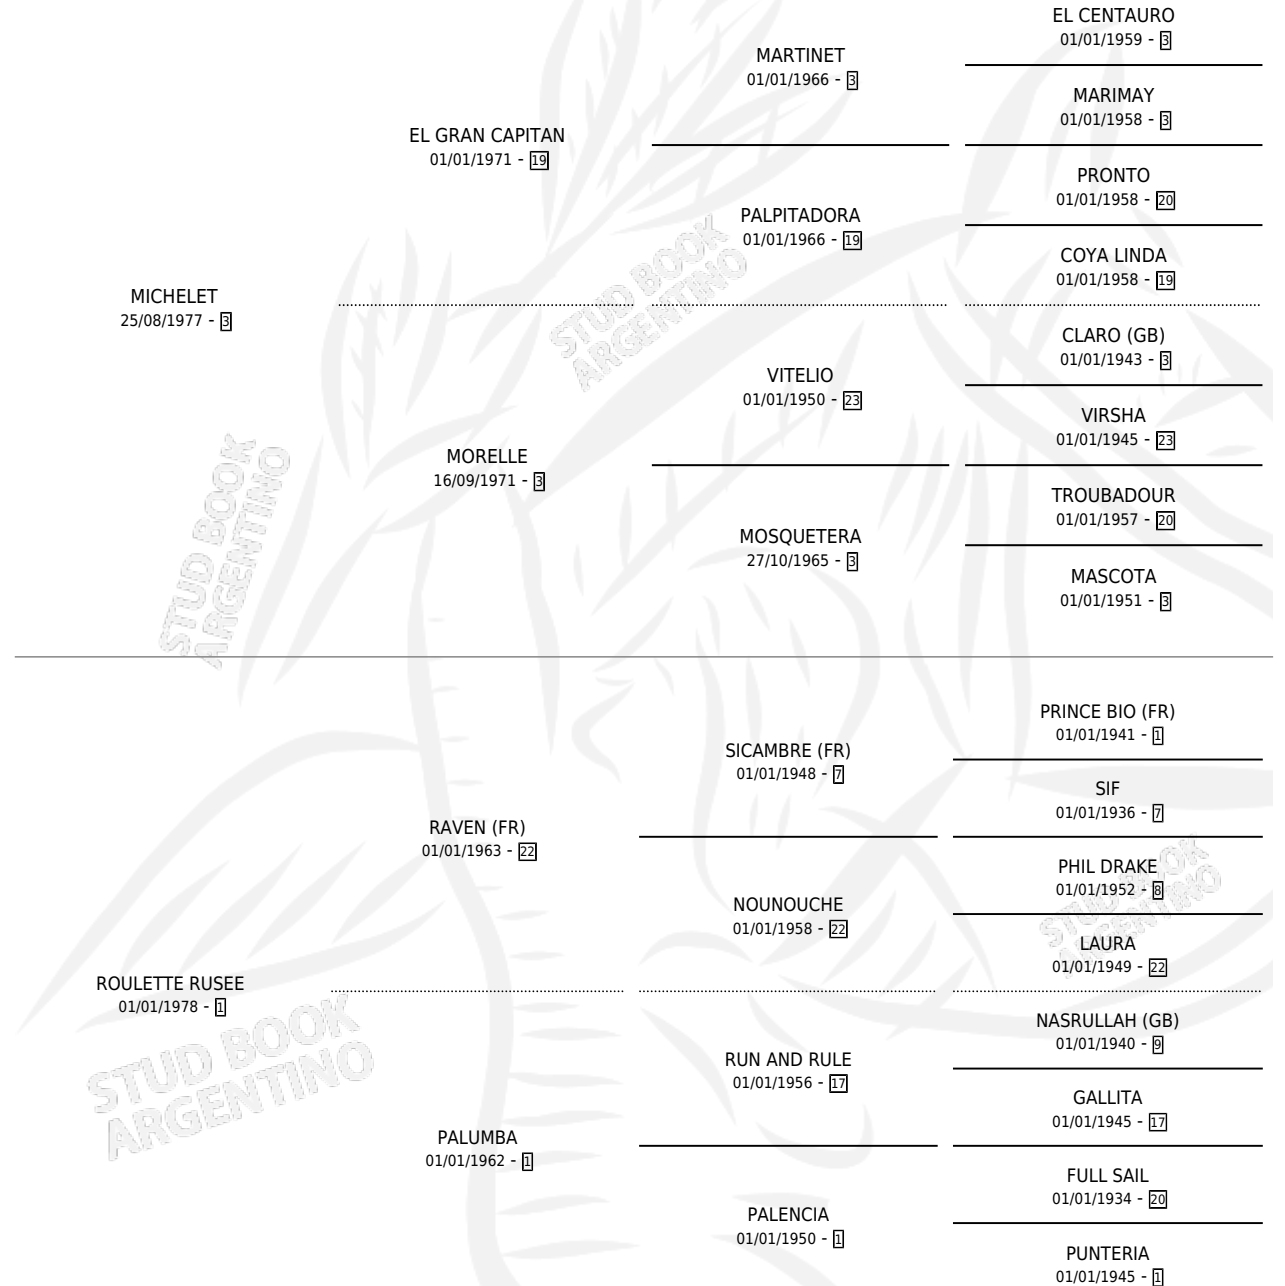 EL CENTAURO
01/01/1959 - 3
MARTINET
01/01/1966 - 3
MARIMAY
01/01/1958 - 3
EL GRAN CAPITAN
01/01/1971 - 19
PRONTO
01/01/1958 - 20
PALPITADORA
01/01/1966 - 19
COYA LINDA
01/01/1958 - 19
MICHELET
25/08/1977 - 3
CLARO (GB)
01/01/1943 - 3
VITELIO
01/01/1950 - 23
VIRSHA
01/01/1945 - 23
MORELLE
16/09/1971 - 3
TROUBADOUR
01/01/1957 - 20
MOSQUETERA
27/10/1965 - 3
MASCOTA
01/01/1951 - 3
PRINCE BIO (FR)
01/01/1941 - 1
SICAMBRE (FR)
01/01/1948 - 7
SIF
01/01/1936 - 7
RAVEN (FR)
01/01/1963 - 22
PHIL DRAKE
01/01/1952 - 8
NOUNOUCHE
01/01/1958 - 22
LAURA
01/01/1949 - 22
ROULETTE RUSEE
01/01/1978 - 1
NASRULLAH (GB)
01/01/1940 - 9
RUN AND RULE
01/01/1956 - 17
GALLITA
01/01/1945 - 17
PALUMBA
01/01/1962 - 1
FULL SAIL
01/01/1934 - 20
PALENCIA
01/01/1950 - 1
PUNTERIA
01/01/1945 - 1
STUD BOOK
ARGENTINO
STUD BOOK
ARGENTINO
STUD BOOK
ARGENTINO
STUD BOOK
ARGENTINO